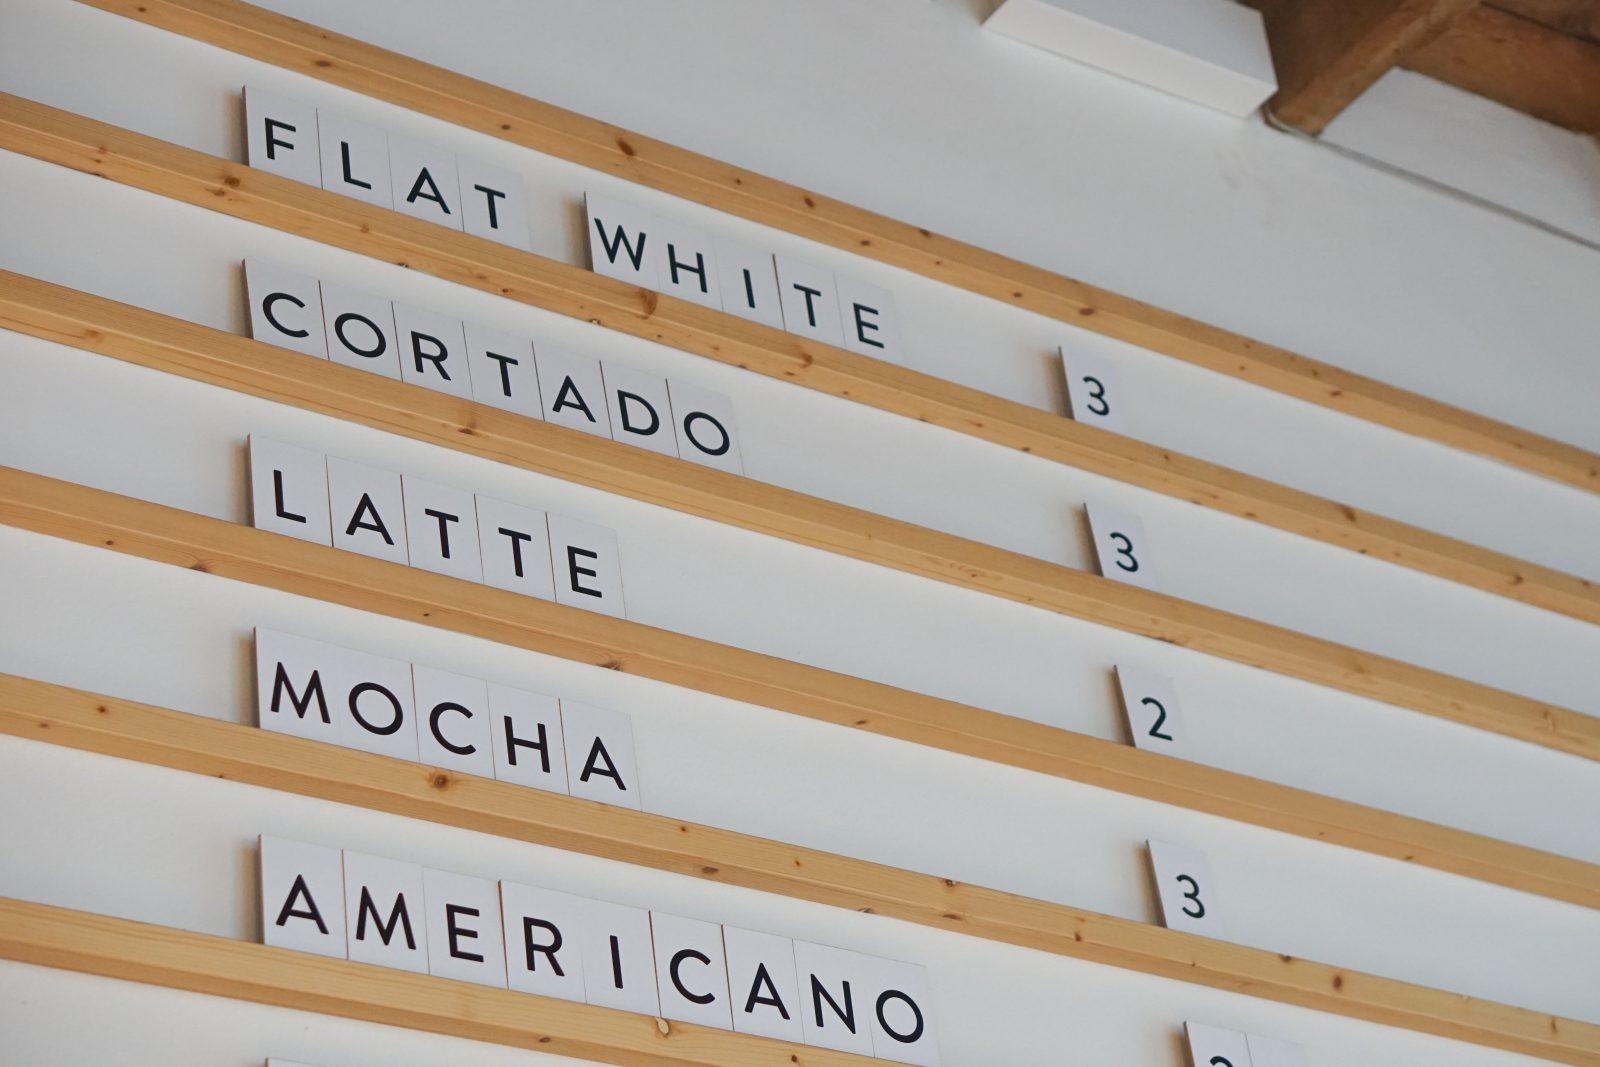 FLAT WHITE 3
CORTADO 3
LATTE 2
MOCHA 3
AMERICANO